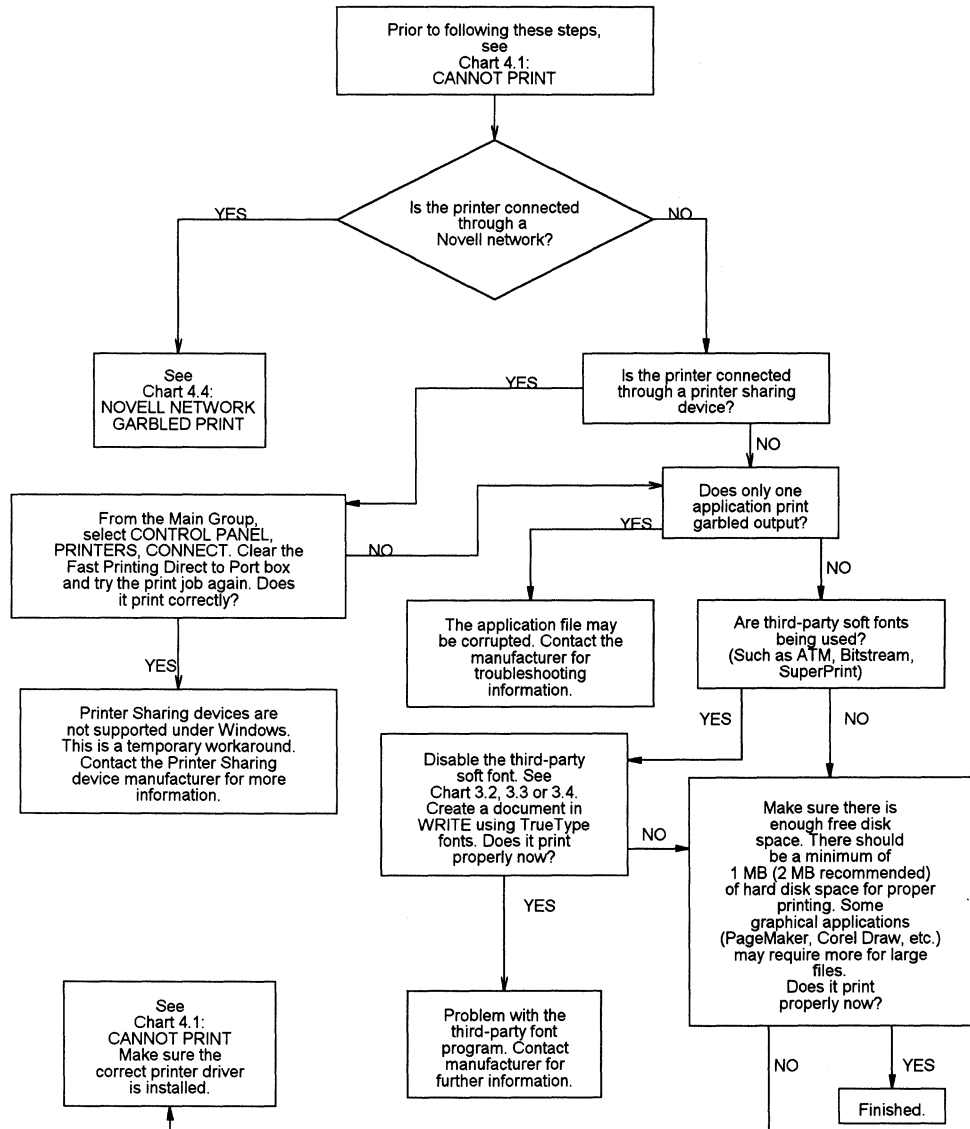 Prior to following these steps,
see
Chart 4.1:
CANNOT PRINT
Is the printer connected
through a
Novell network?
YES
NO
See
Chart 4.4:
NOVELL NETWORK
GARBLED PRINT
Is the printer connected
through a printer sharing
device?
YES
NO
From the Main Group,
select CONTROL PANEL,
PRINTERS, CONNECT. Clear the
Fast Printing Direct to Port box
and try the print job again. Does
it print correctly?
NO
YES
Does only one
application print
garbled output?
YES
NO
Printer Sharing devices are
not supported under Windows.
This is a temporary workaround.
Contact the Printer Sharing
device manufacturer for more
information.
The application file may
be corrupted. Contact the
manufacturer for
troubleshooting
information.
Are third-party soft fonts
being used?
(Such as ATM, Bitstream,
SuperPrint)
YES
NO
Disable the third-party
soft font. See
Chart 3.2, 3.3 or 3.4.
Create a document in
WRITE using TrueType
fonts. Does it print
properly now?
NO
YES
Make sure there is
enough free disk
space. There should
be a minimum of
1 MB (2 MB recommended)
of hard disk space for proper
printing. Some
graphical applications
(PageMaker, Corel Draw, etc.)
may require more for large
files.
Does it print
properly now?
NO
YES
See
Chart 4.1:
CANNOT PRINT
Make sure the
correct printer driver
is installed.
Problem with the
third-party font
program. Contact
manufacturer for
further information.
Finished.